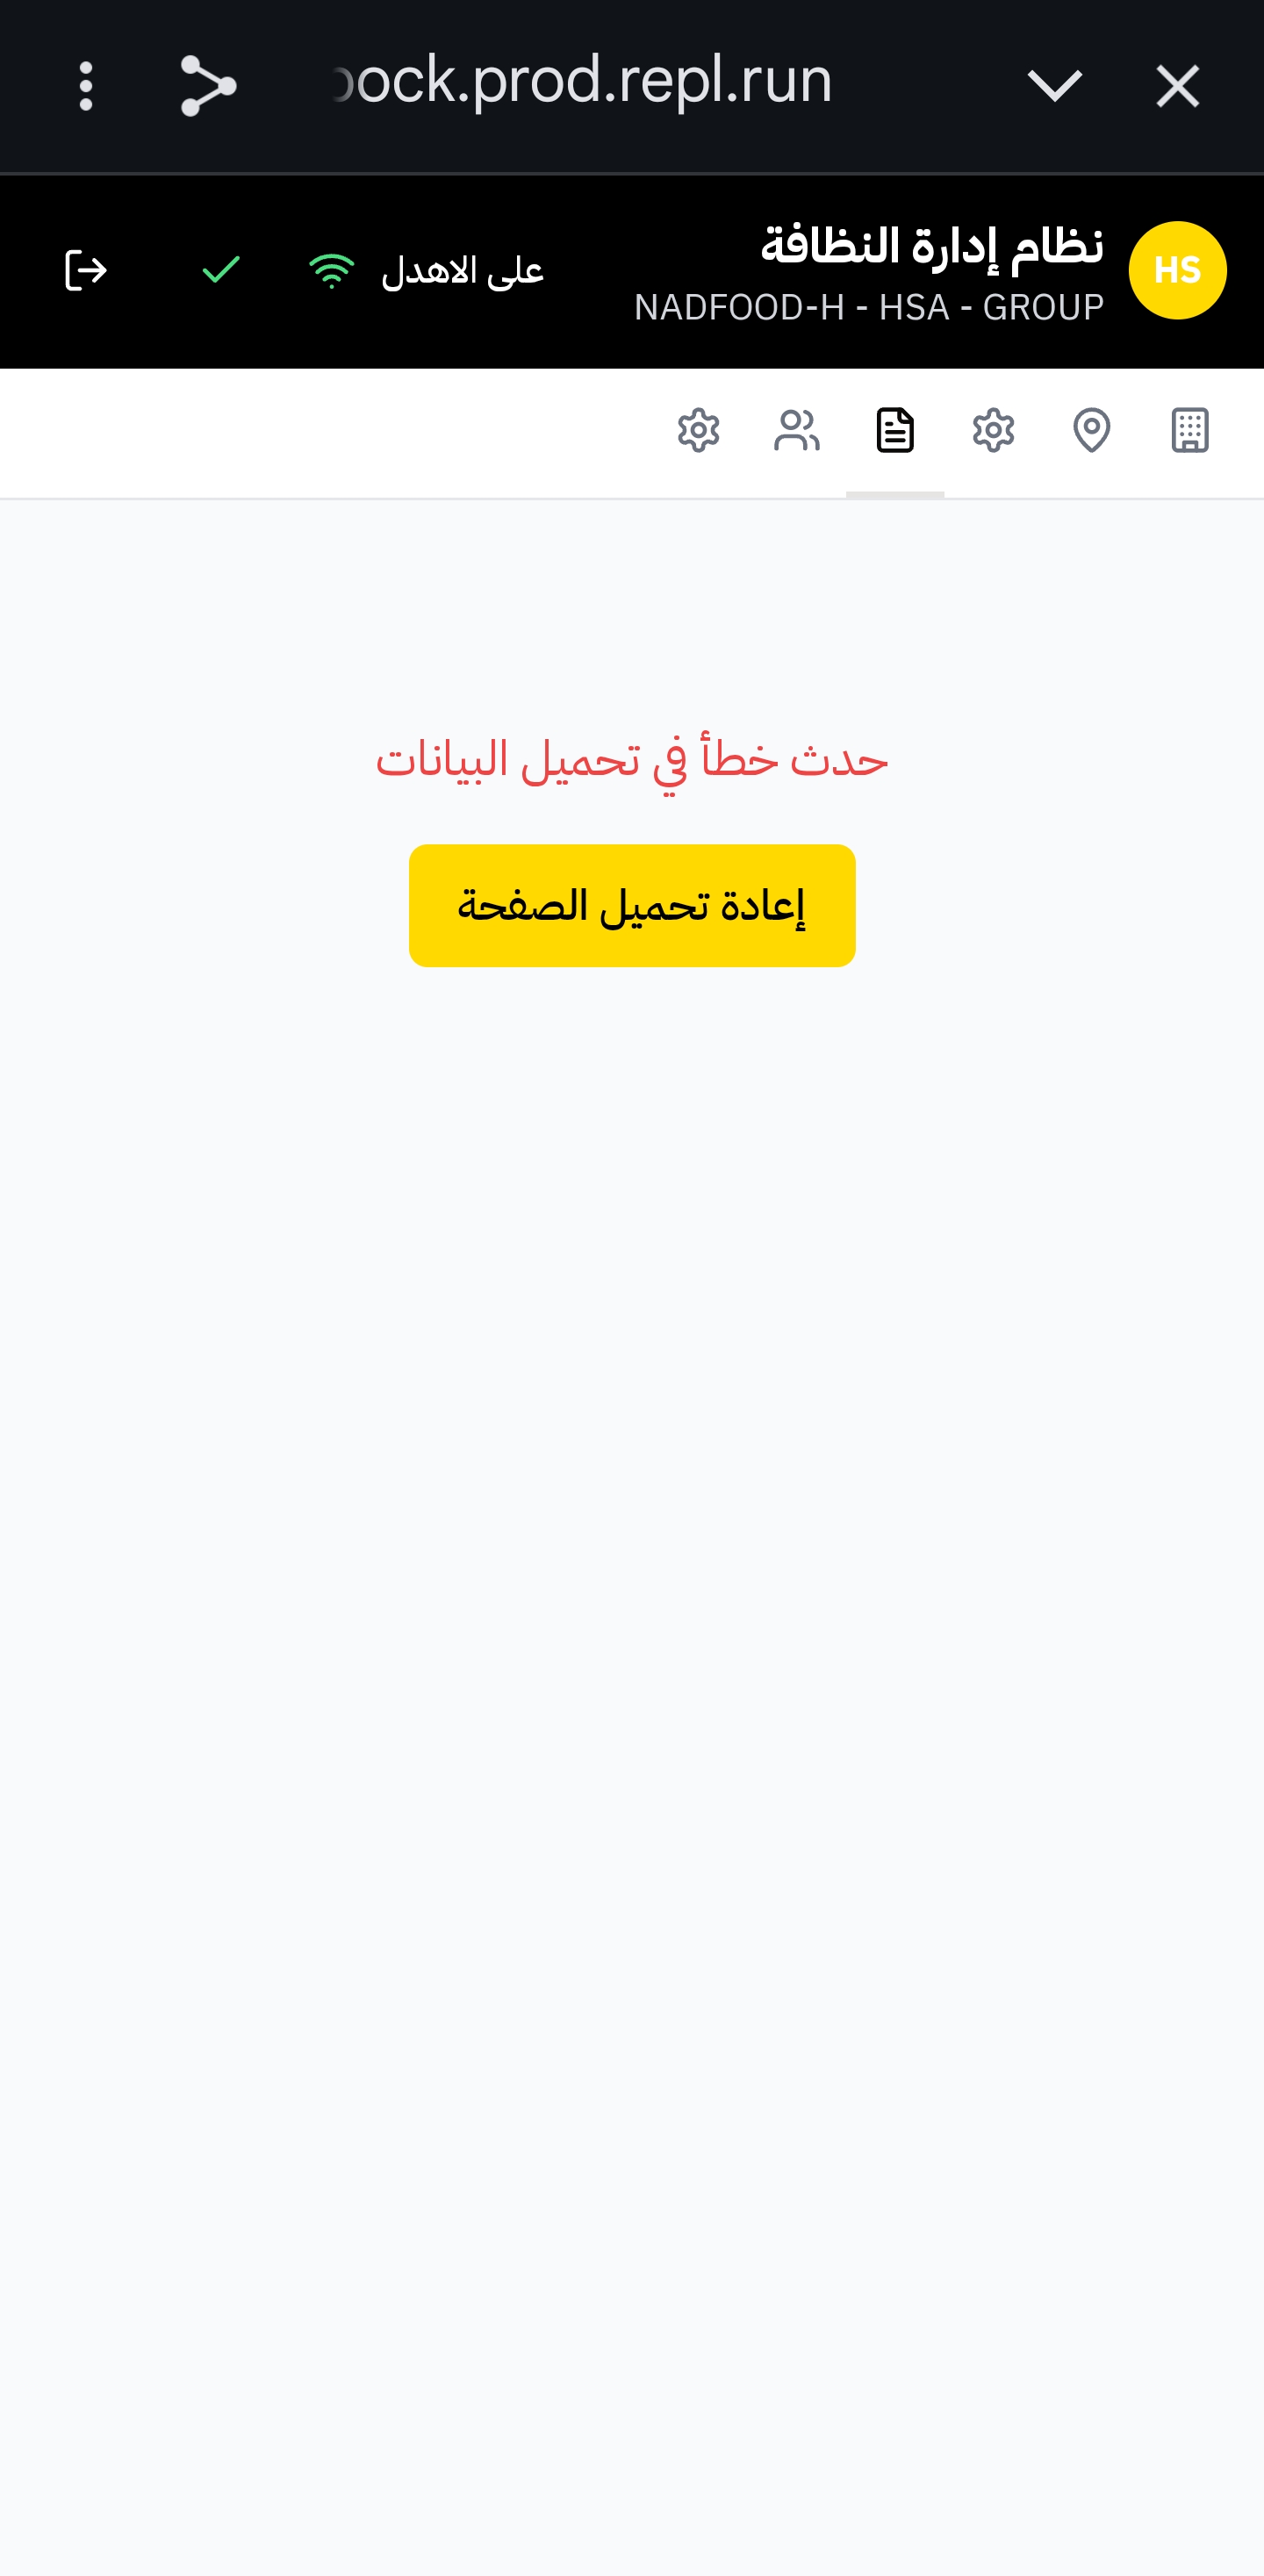 ock.prod.repl.run
HS
نظام إدارة النظافة
NADFOOD-H - HSA - GROUP
على الاهدل
حدث خطأ في تحميل البيانات
إعادة تحميل الصفحة